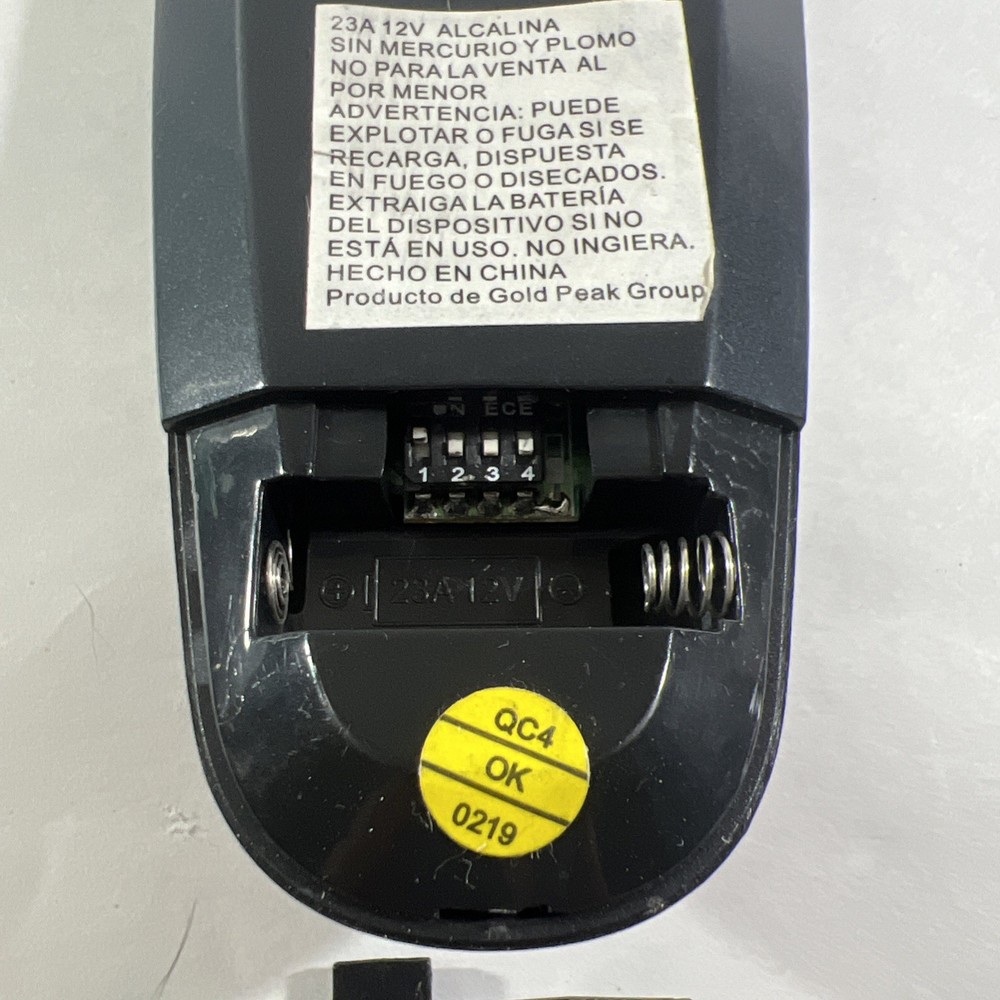 23A 12V ALCALINA
SIN MERCURIO Y PLOMO
NO PARA LA VENTA AL
POR MENOR
ADVERTENCIA: PUEDE
EXPLOTAR O FUGA SI SE
RECARGA, DISPUESTA
EN FUEGO O DISECADOS.
EXTRAIGA LA BATERÍA
DEL DISPOSITIVO SI NO
ESTÁ EN USO. NO INGIERA.
HECHO EN CHINA
Producto de Gold Peak Group
ON ECE
1 2 3 4
+ 23A 12V -
QC4
OK
0219